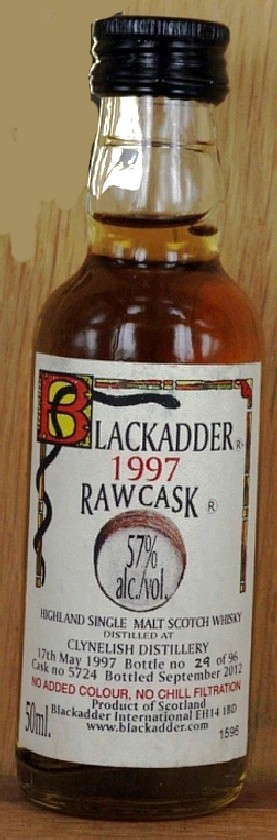 BLACKADDER ®
1997
RAW CASK ®
57%
alc./vol.
HIGHLAND SINGLE MALT SCOTCH WHISKY
DISTILLED AT
CLYNELISH DISTILLERY
17th May 1997 Bottle no 29 of 96
Cask no 5724 Bottled September 2012
NO ADDED COLOUR, NO CHILL FILTRATION
Product of Scotland
50ml. Blackadder International EH14 1BD
www.blackadder.com
1596